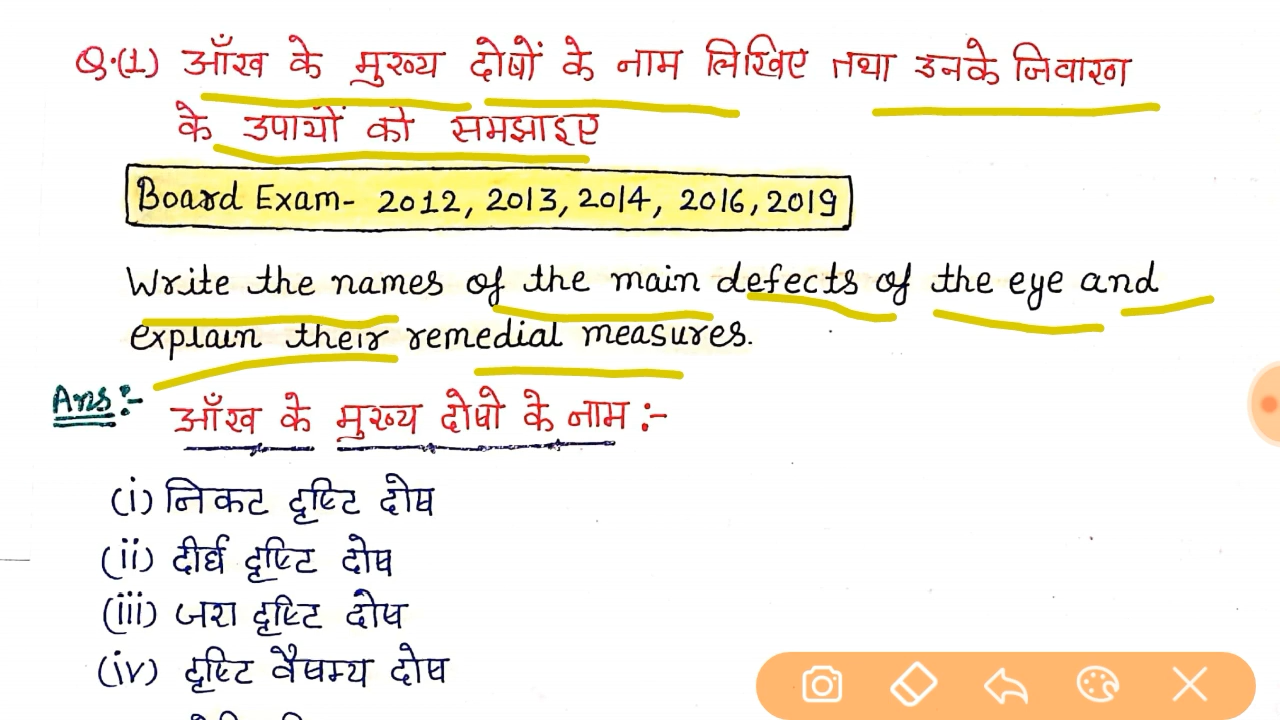 Q.(1) आँख के मुख्य दोषों के नाम लिखिए तथा उनके निवारण
के उपायों को समझाइए
Board Exam- 2012, 2013, 2014, 2016, 2019
Write the names of the main defects of the eye and
explain their remedial measures.
Ans:- आँख के मुख्य दोषो के नाम :-
(i) निकट दृष्टि दोष
(ii) दीर्घ दृष्टि दोष
(iii) जरा दृष्टि दोष
(iv) दृष्टि वैषम्य दोष